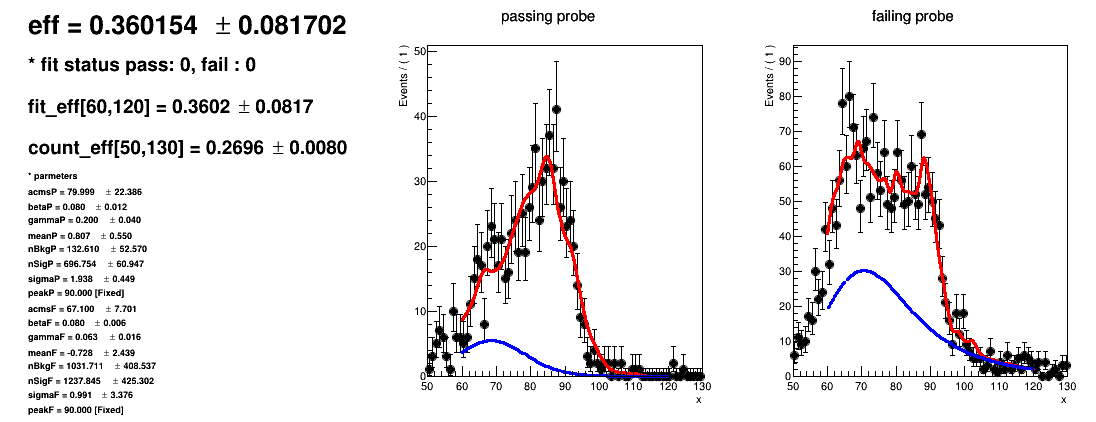 eff = 0.360154 ± 0.081702
* fit status pass: 0, fail : 0
fit_eff[60,120] = 0.3602 ± 0.0817
count_eff[50,130] = 0.2696 ± 0.0080
* parmeters
acmsP = 79.999 ± 22.386
betaP = 0.080 ± 0.012
gammaP = 0.200 ± 0.040
meanP = 0.807 ± 0.550
nBkgP = 132.610 ± 52.570
nSigP = 696.754 ± 60.947
sigmaP = 1.938 ± 0.449
peakP = 90.000 [Fixed]
acmsF = 67.100 ± 7.701
betaF = 0.080 ± 0.006
gammaF = 0.063 ± 0.016
meanF = -0.728 ± 2.439
nBkgF = 1031.711 ± 408.537
nSigF = 1237.845 ± 425.302
sigmaF = 0.991 ± 3.376
peakF = 90.000 [Fixed]
passing probe
Events / ( 1 )
50
40
30
20
10
0
50 60 70 80 90 100 110 120 130
x
failing probe
Events / ( 1 )
90
80
70
60
50
40
30
20
10
0
50 60 70 80 90 100 110 120 130
x